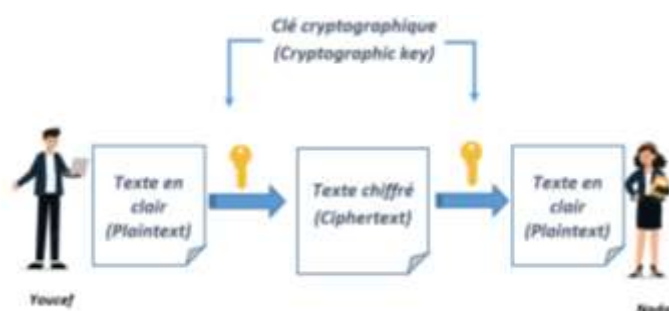 Clé cryptographique
(Cryptographic key)
Texte en
clair
(Plaintext)
Texte chiffré
(Ciphertext)
Texte en
clair
(Plaintext)
Youcef